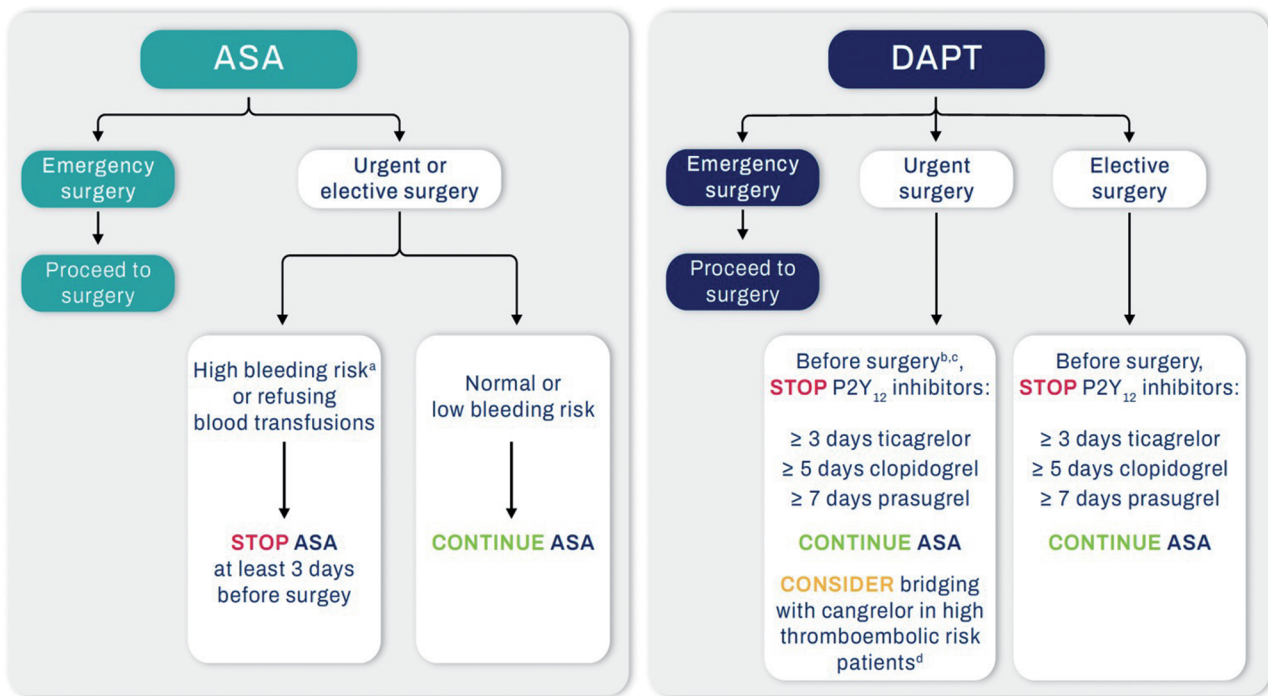 ASA
Emergency
surgery
Proceed to
surgery
Urgent or
elective surgery
High bleeding riskᵃ
or refusing
blood transfusions
STOP ASA
at least 3 days
before surgey
Normal or
low bleeding risk
CONTINUE ASA
DAPT
Emergency
surgery
Proceed to
surgery
Urgent
surgery
Before surgeryᵇ,ᶜ,
STOP P2Y₁₂ inhibitors:
≥ 3 days ticagrelor
≥ 5 days clopidogrel
≥ 7 days prasugrel
CONTINUE ASA
CONSIDER bridging
with cangrelor in high
thromboembolic risk
patientsᵈ
Elective
surgery
Before surgery,
STOP P2Y₁₂ inhibitors:
≥ 3 days ticagrelor
≥ 5 days clopidogrel
≥ 7 days prasugrel
CONTINUE ASA